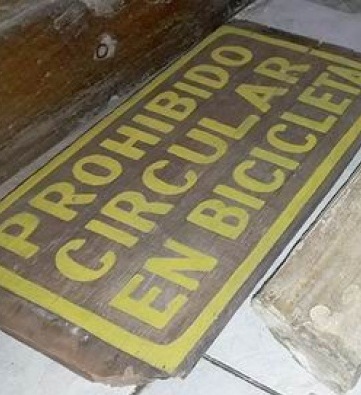 PROHIBIDO
CIRCULAR
EN BICICLETA